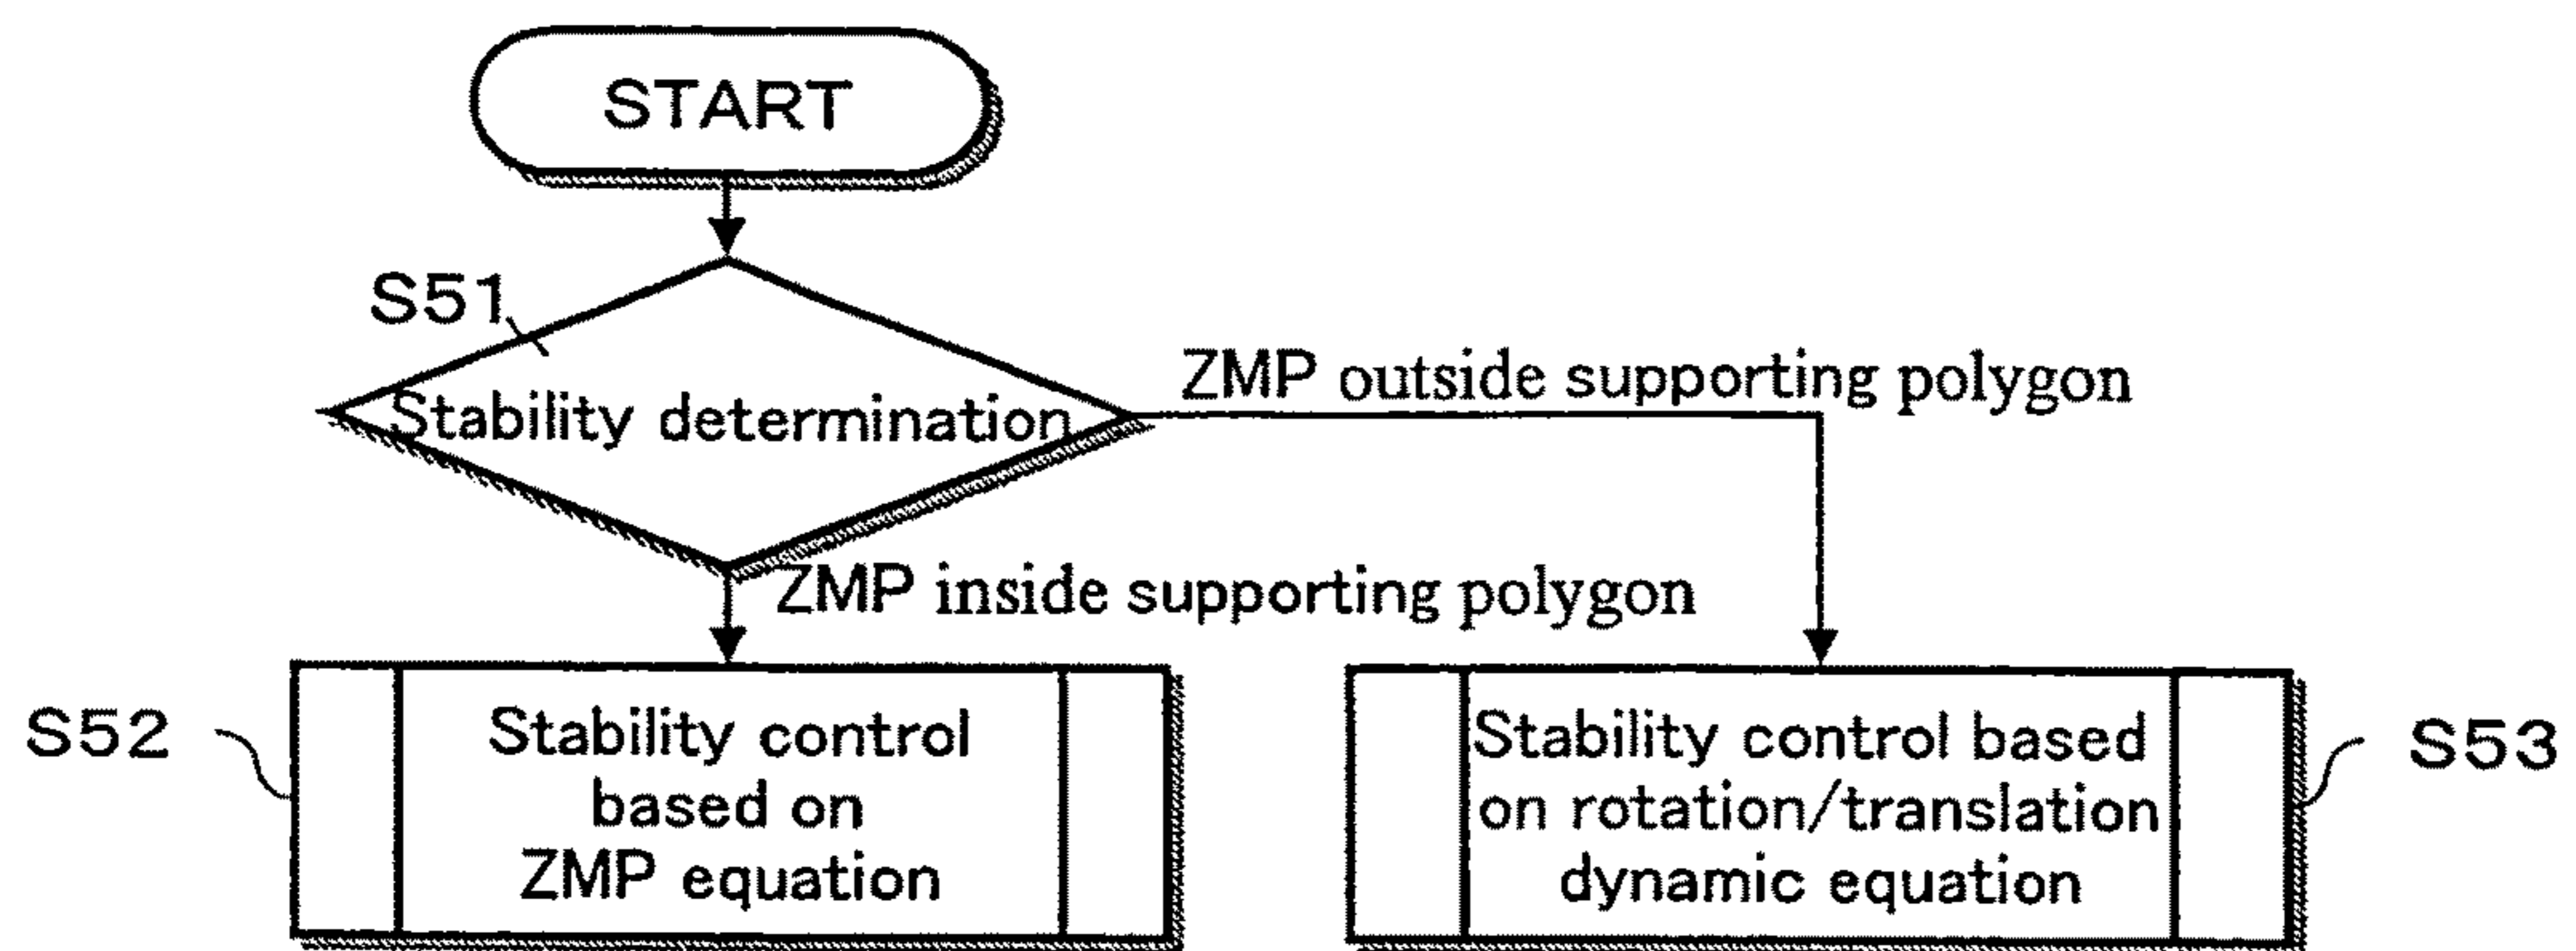 START
S51
Stability determination
ZMP outside supporting polygon
ZMP inside supporting polygon
S52
Stability control
based on
ZMP equation
Stability control based
on rotation/translation
dynamic equation
S53